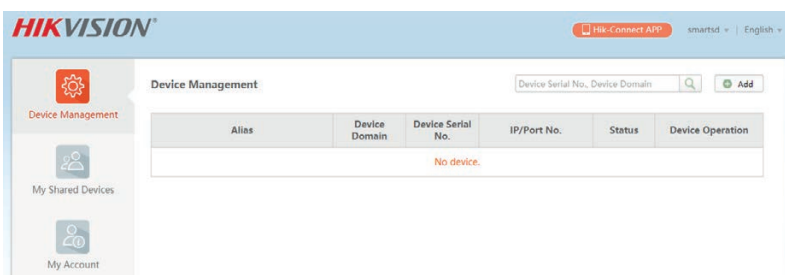 HIKVISION®
Hik-Connect APP smartsd | English
Device Management
Device Management
Device Serial No., Device Domain
Add
Alias
Device Domain
Device Serial No.
IP/Port No.
Status
Device Operation
No device.
My Shared Devices
My Account